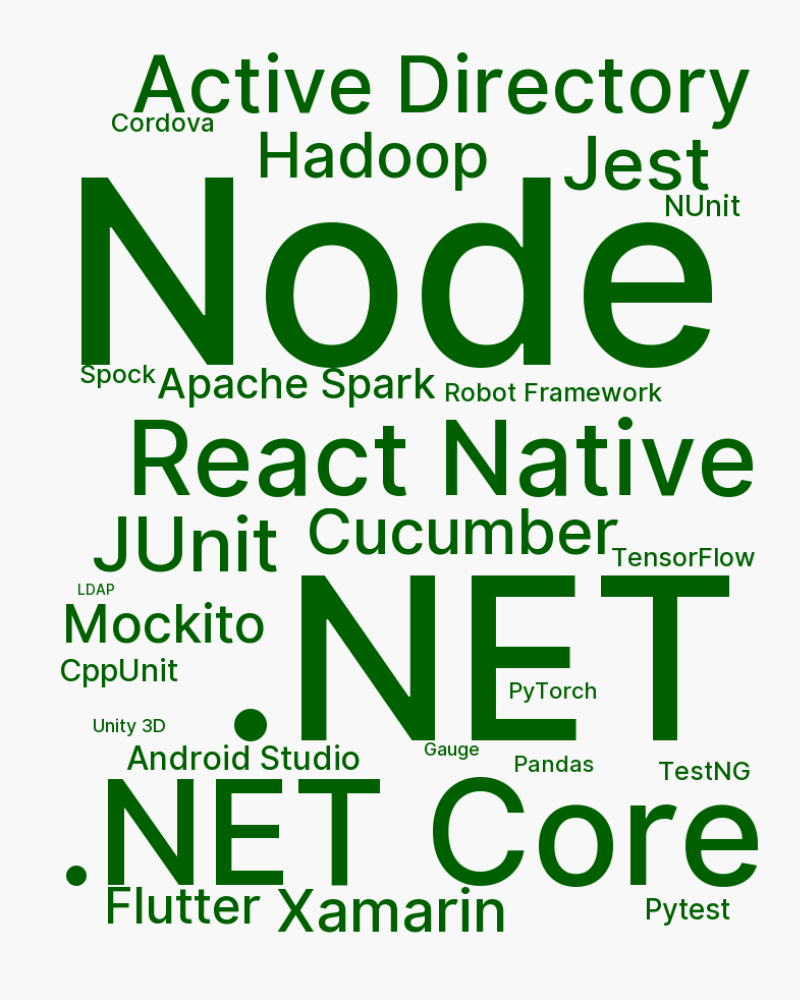 Active Directory
Cordova
Hadoop
Jest
NUnit
Node
Spock
Apache Spark
Robot Framework
React Native
Cucumber
JUnit
TensorFlow
LDAP
Mockito
.NET
CppUnit
PyTorch
Unity 3D
Gauge
Android Studio
Pandas
TestNG
.NET Core
Flutter
Xamarin
Pytest